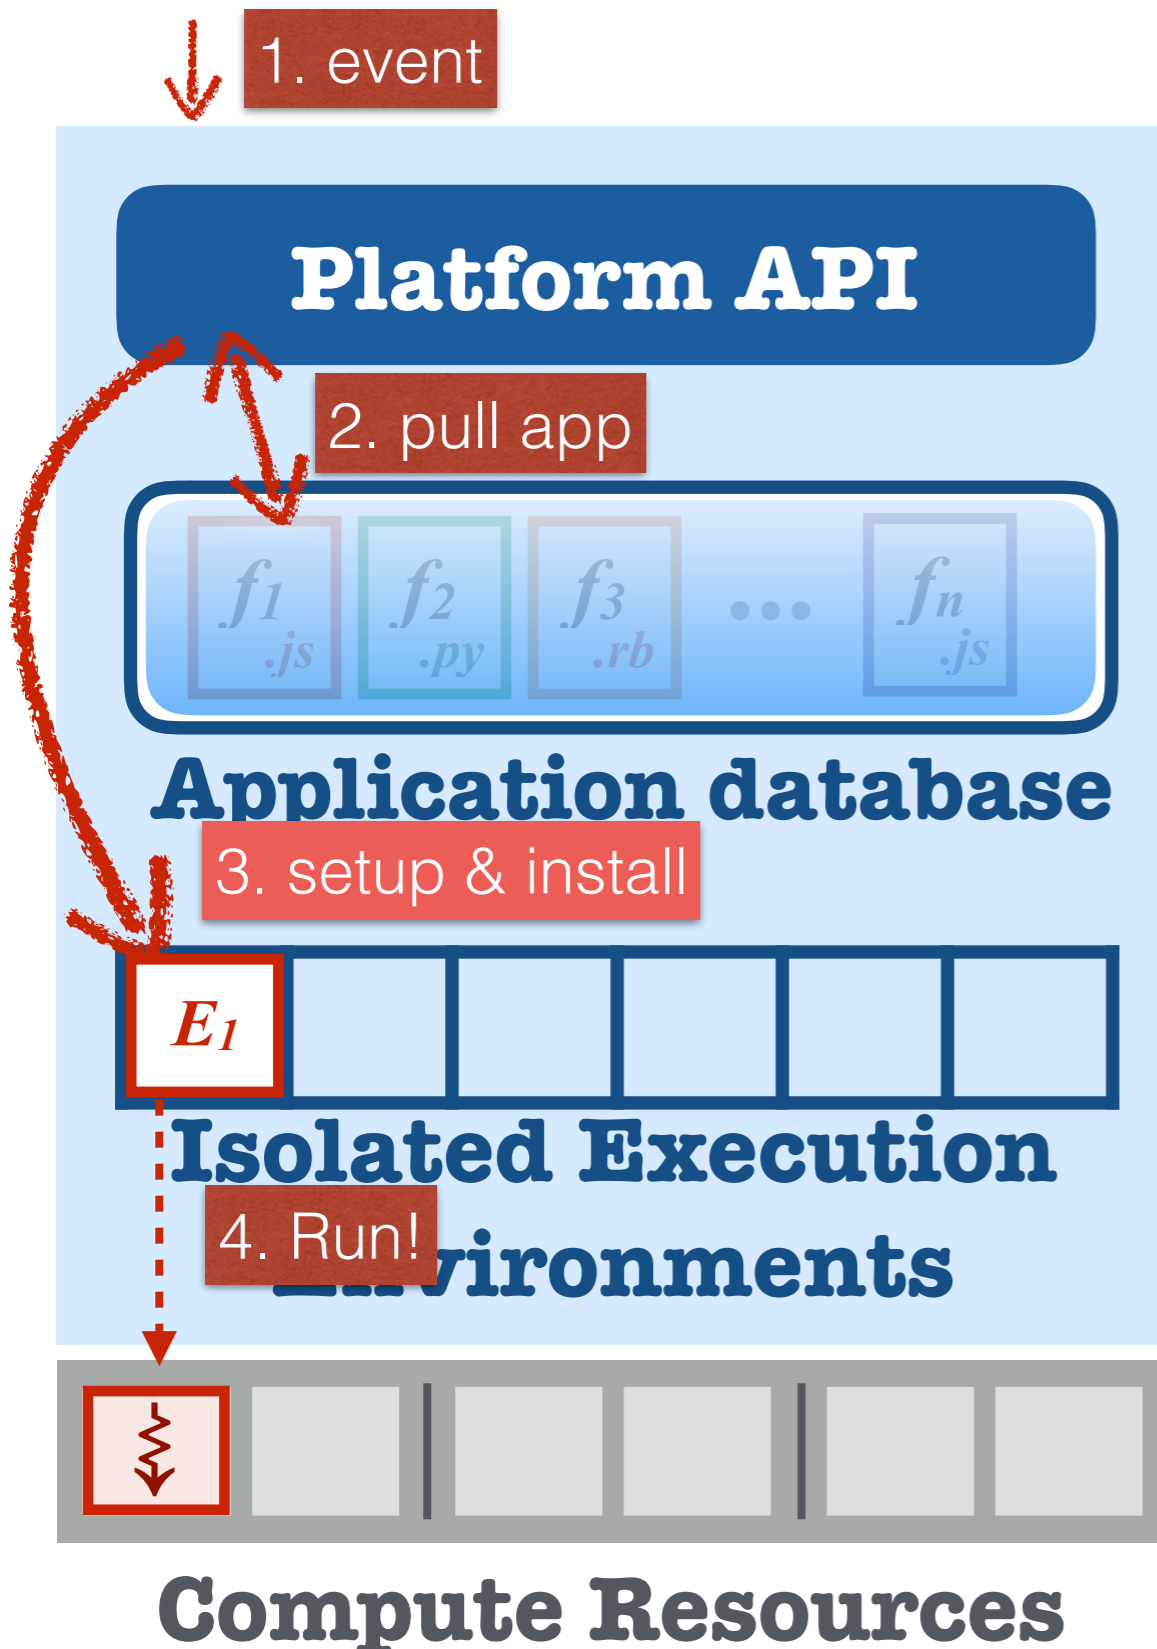 1. event
Platform API
2. pull app
f1 f2 f3 ... fn
.js .py .rb .js
Application database
3. setup & install
E1
Isolated Execution
4. Run!
Environments
Compute Resources